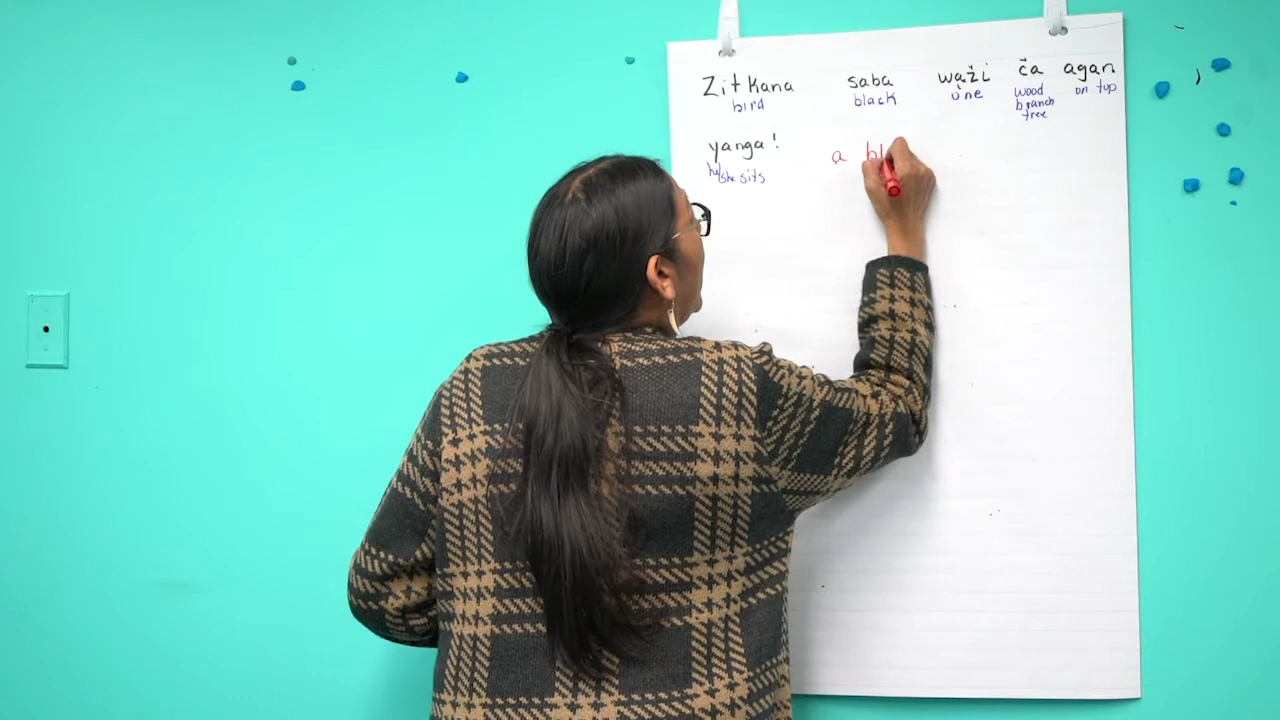 Zitkana saba waži ča agan
bird black one wood branch tree on top
yanga! a bl
he/she sits